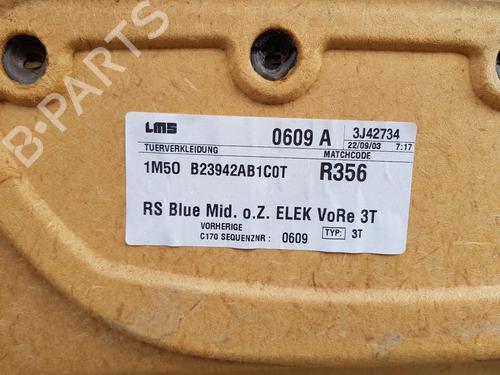 B-PARTS
LMS
0609 A
3J42734
22/09/03 7:17
TUERVERKLEIDUNG
MATCHCODE
1M50 B23942AB1C0T
R356
RS Blue Mid. o.Z. ELEK VoRe 3T
VORHERIGE
C170 SEQUENZNR : 0609
TYP: 3T